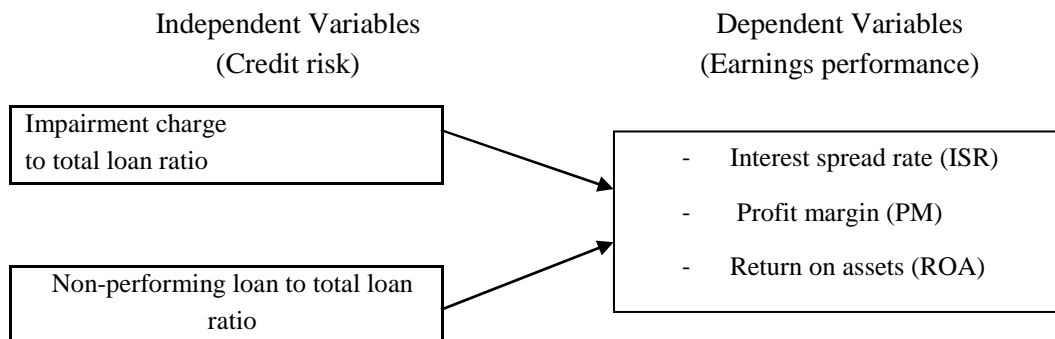 Independent Variables
(Credit risk)
Dependent Variables
(Earnings performance)
Impairment charge
to total loan ratio
- Interest spread rate (ISR)
- Profit margin (PM)
- Return on assets (ROA)
Non-performing loan to total loan
ratio